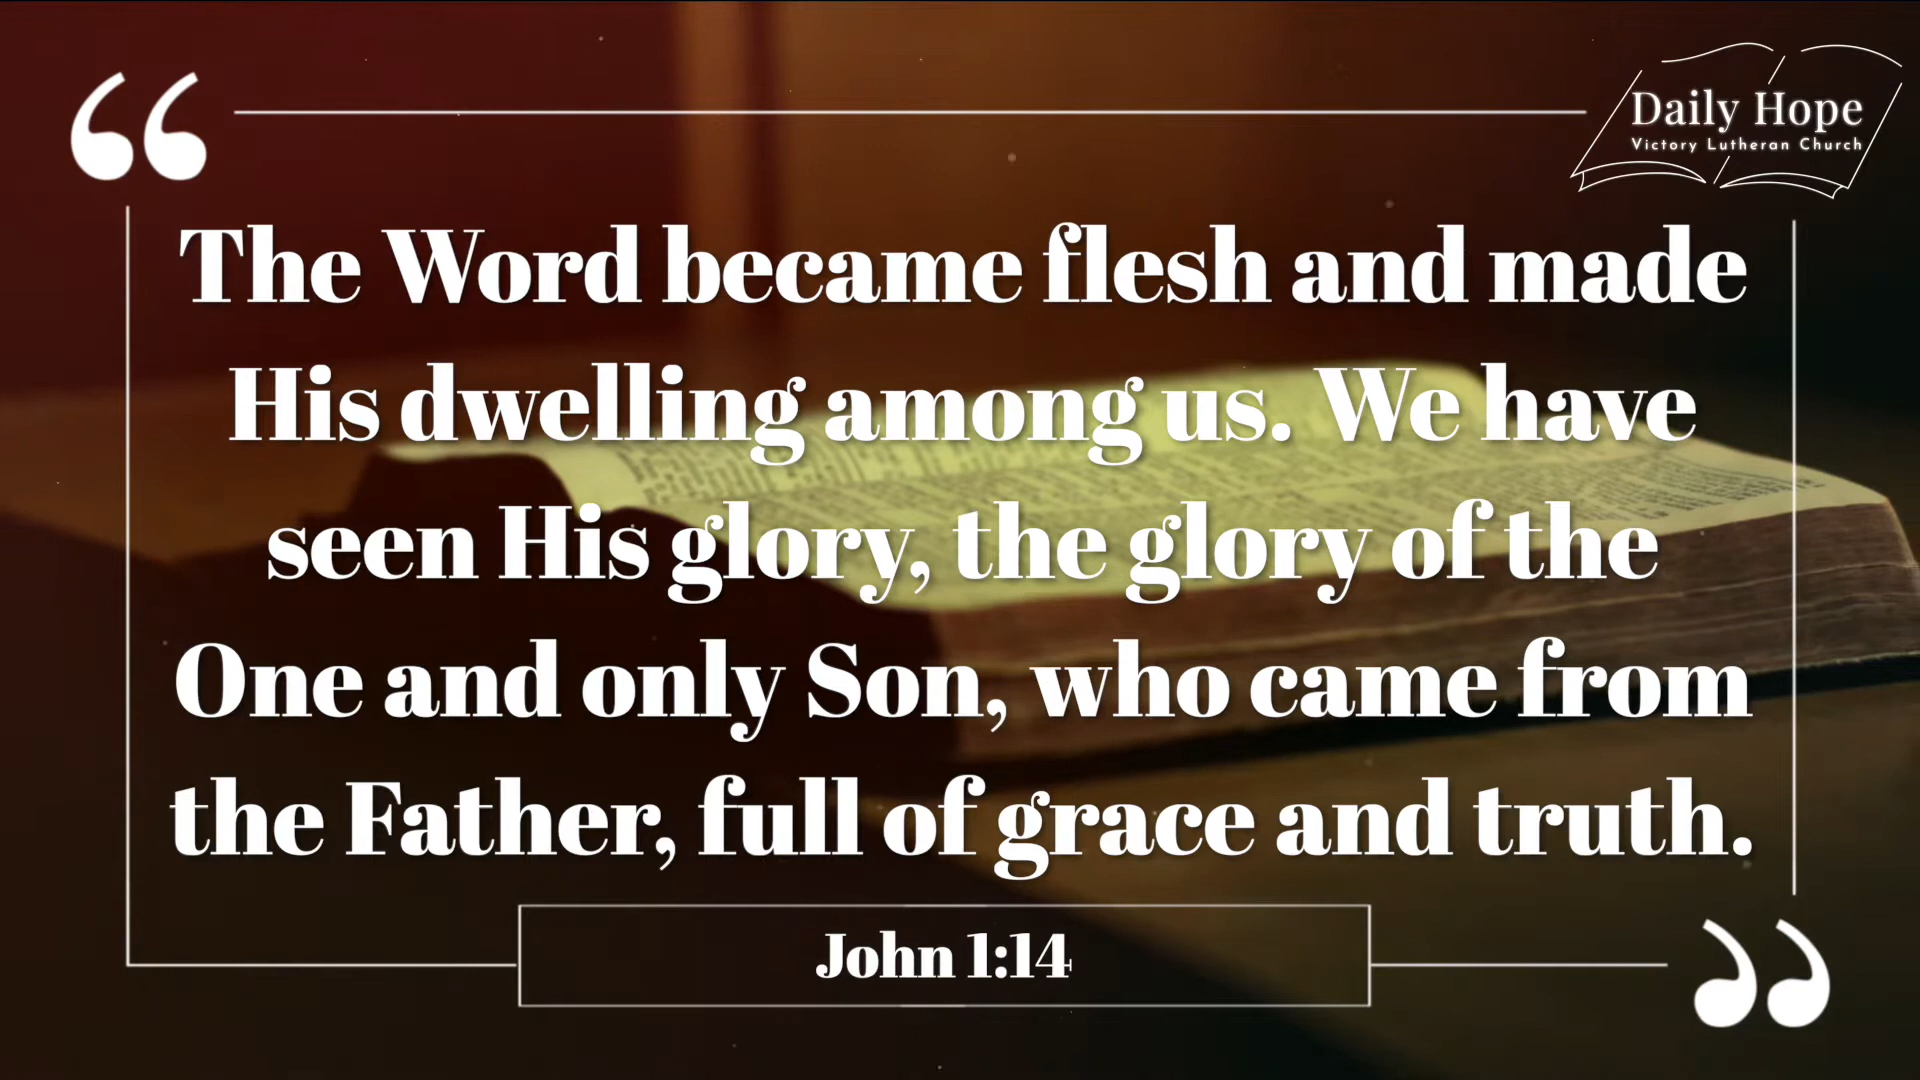 Daily Hope
Victory Lutheran Church
“
The Word became flesh and made
His dwelling among us. We have
seen His glory, the glory of the
One and only Son, who came from
the Father, full of grace and truth.
John 1:14
”